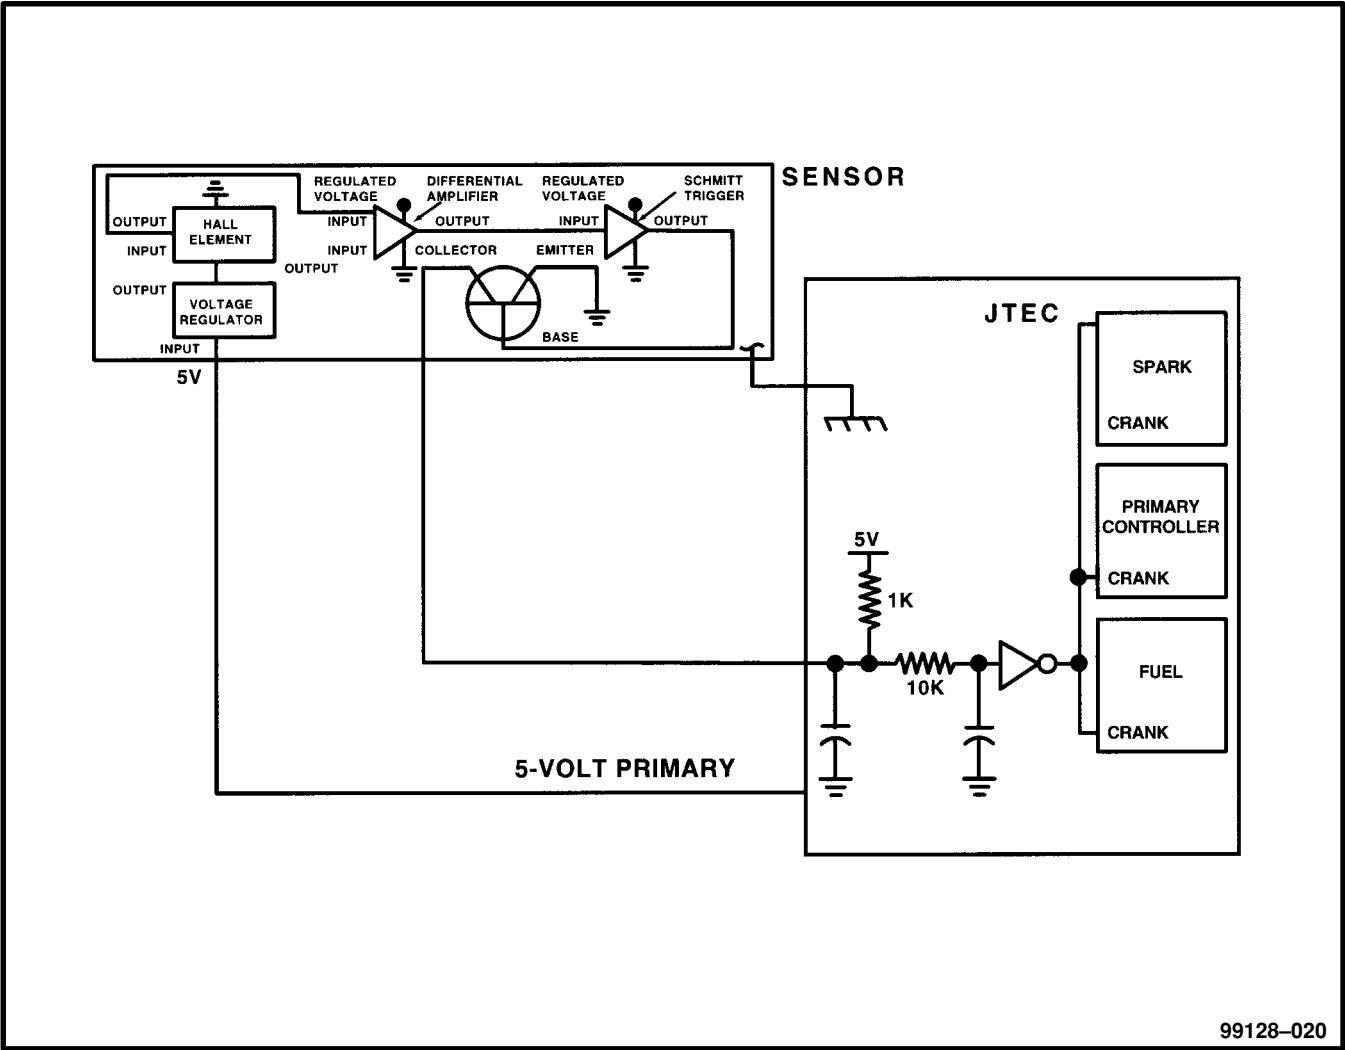 SENSOR
REGULATED
VOLTAGE
DIFFERENTIAL
AMPLIFIER
REGULATED
VOLTAGE
SCHMITT
TRIGGER
OUTPUT
HALL
ELEMENT
INPUT
INPUT
OUTPUT
INPUT
OUTPUT
INPUT
COLLECTOR
EMITTER
OUTPUT
OUTPUT
VOLTAGE
REGULATOR
BASE
INPUT
5V
JTEC
SPARK
CRANK
PRIMARY
CONTROLLER
CRANK
5V
1K
10K
FUEL
CRANK
5-VOLT PRIMARY
99128–020